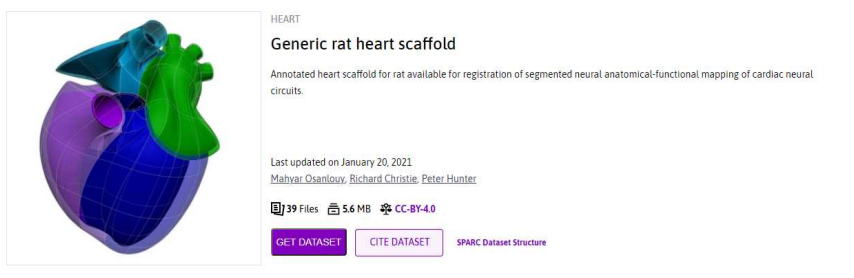 HEART
Generic rat heart scaffold
Annotated heart scaffold for rat available for registration of segmented neural anatomical-functional mapping of cardiac neural
circuits.
Last updated on January 20, 2021
Mahyar Osanlouy, Richard Christie, Peter Hunter
39 Files 5.6 MB CC-BY-4.0
GET DATASET CITE DATASET SPARC Dataset Structure